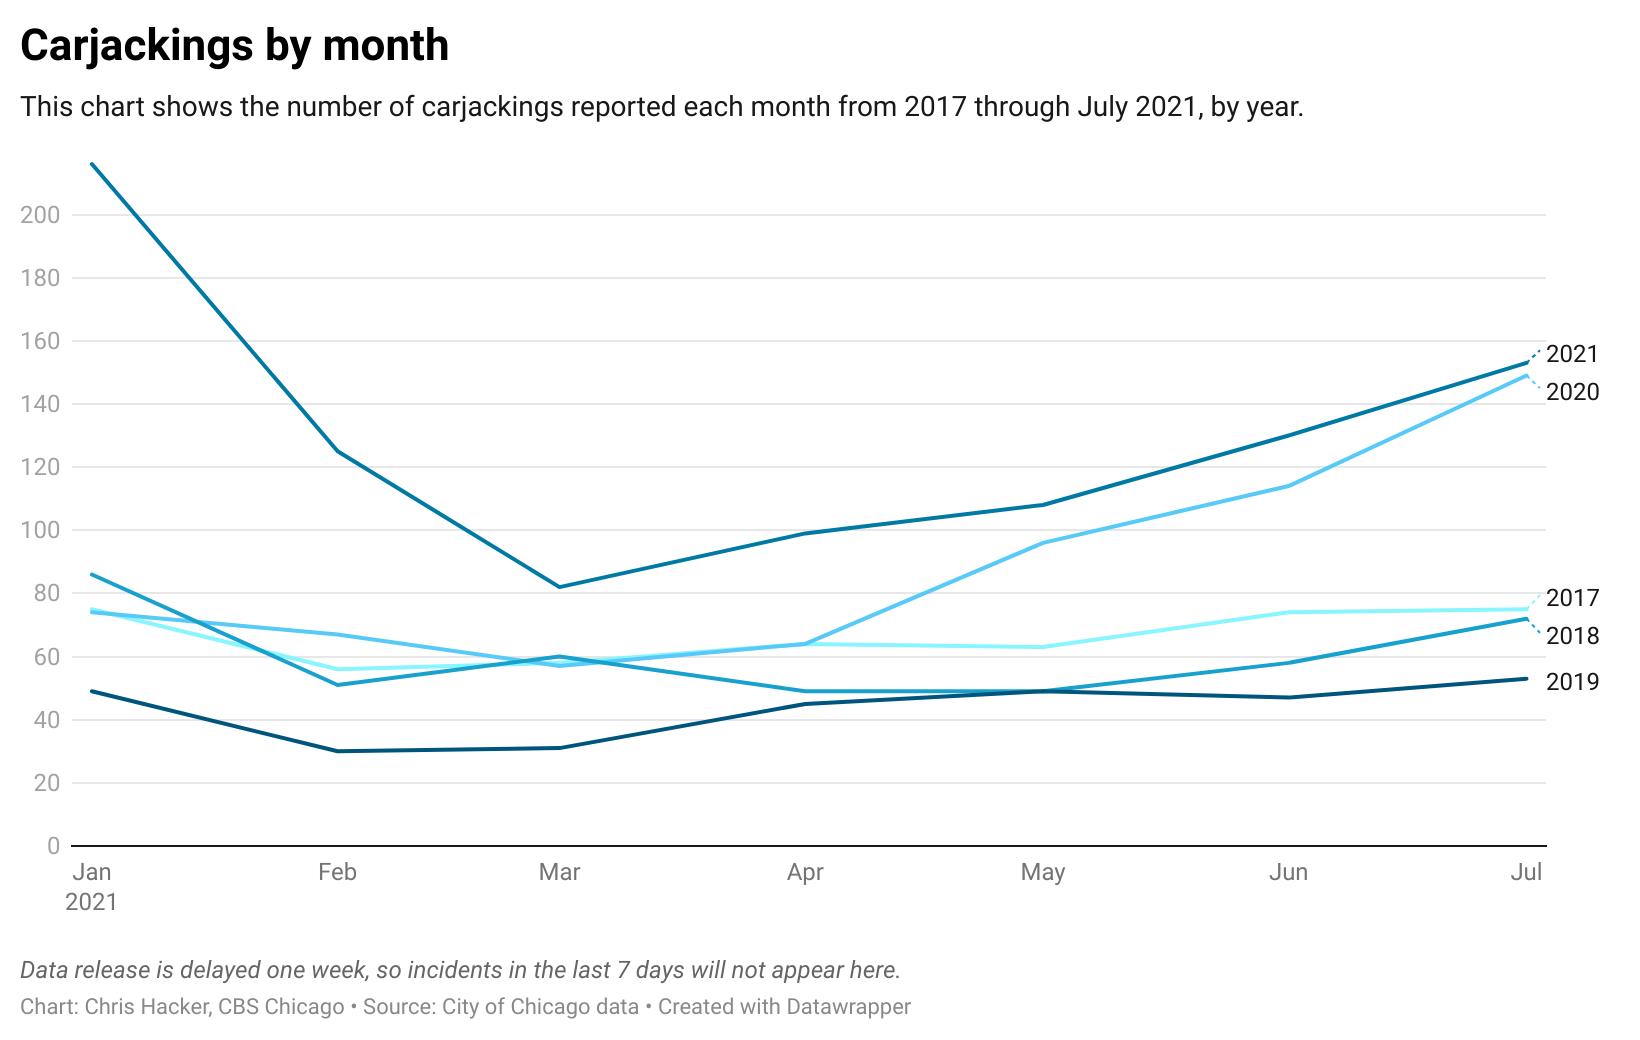 Carjackings by month
This chart shows the number of carjackings reported each month from 2017 through July 2021, by year.
200
180
160
140
120
100
80
60
40
20
0
2021
2020
2017
2018
2019
Jan
2021
Feb
Mar
Apr
May
Jun
Jul
Data release is delayed one week, so incidents in the last 7 days will not appear here.
Chart: Chris Hacker, CBS Chicago • Source: City of Chicago data • Created with Datawrapper